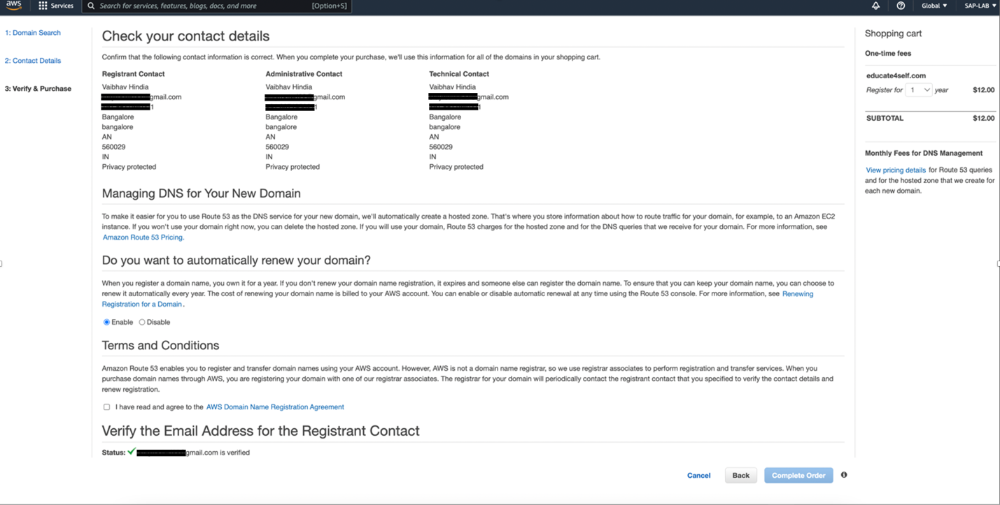 aws
Services
Search for services, features, blogs, docs, and more
[Option+S]
Global
SAP-LAB
1: Domain Search
2: Contact Details
3: Verify & Purchase
Check your contact details
Confirm that the following contact information is correct. When you complete your purchase, we'll use this information for all of the domains in your shopping cart.
Registrant Contact
Vaibhav Hindia
gmail.com
1
Bangalore
bangalore
AN
560029
IN
Privacy protected
Administrative Contact
Vaibhav Hindia
gmail.com
1
Bangalore
bangalore
AN
560029
IN
Privacy protected
Technical Contact
Vaibhav Hindia
gmail.com
1
Bangalore
bangalore
AN
560029
IN
Privacy protected
Managing DNS for Your New Domain
To make it easier for you to use Route 53 as the DNS service for your new domain, we'll automatically create a hosted zone. That's where you store information about how to route traffic for your domain, for example, to an Amazon EC2
instance. If you won't use your domain right now, you can delete the hosted zone. If you will use your domain, Route 53 charges for the hosted zone and for the DNS queries that we receive for your domain. For more information, see
Amazon Route 53 Pricing.
Do you want to automatically renew your domain?
When you register a domain name, you own it for a year. If you don't renew your domain name registration, it expires and someone else can register the domain name. To ensure that you can keep your domain name, you can choose to
renew it automatically every year. The cost of renewing your domain name is billed to your AWS account. You can enable or disable automatic renewal at any time using the Route 53 console. For more information, see Renewing
Registration for a Domain.
Enable Disable
Terms and Conditions
Amazon Route 53 enables you to register and transfer domain names using your AWS account. However, AWS is not a domain name registrar, so we use registrar associates to perform registration and transfer services. When you
purchase domain names through AWS, you are registering your domain with one of our registrar associates. The registrar for your domain will periodically contact the registrant contact that you specified to verify the contact details and
renew registration.
I have read and agree to the AWS Domain Name Registration Agreement
Verify the Email Address for the Registrant Contact
Status: gmail.com is verified
Cancel
Back
Complete Order
Shopping cart
One-time fees
educate4self.com
Register for 1 year $12.00
SUBTOTAL $12.00
Monthly Fees for DNS Management
View pricing details for Route 53 queries
and for the hosted zone that we create for
each new domain.